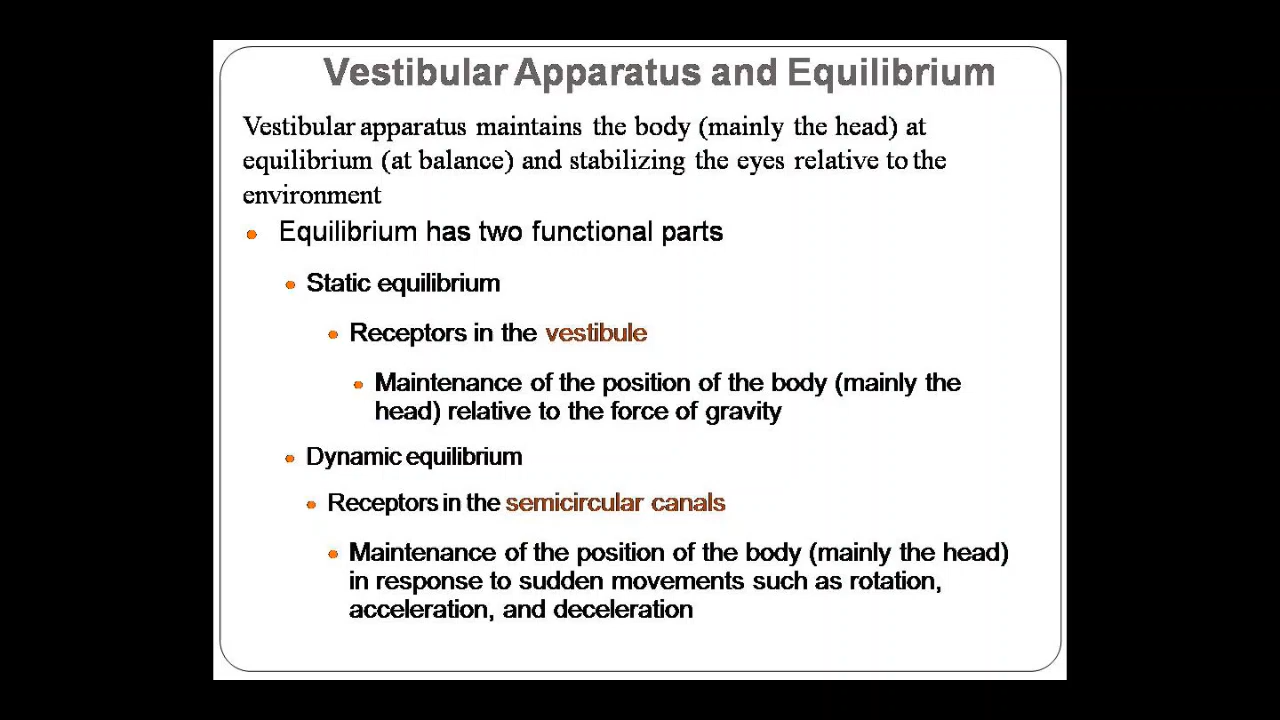 Vestibular Apparatus and Equilibrium
Vestibular apparatus maintains the body (mainly the head) at
equilibrium (at balance) and stabilizing the eyes relative to the
environment
Equilibrium has two functional parts
Static equilibrium
Receptors in the vestibule
Maintenance of the position of the body (mainly the
head) relative to the force of gravity
Dynamic equilibrium
Receptors in the semicircular canals
Maintenance of the position of the body (mainly the head)
in response to sudden movements such as rotation,
acceleration, and deceleration